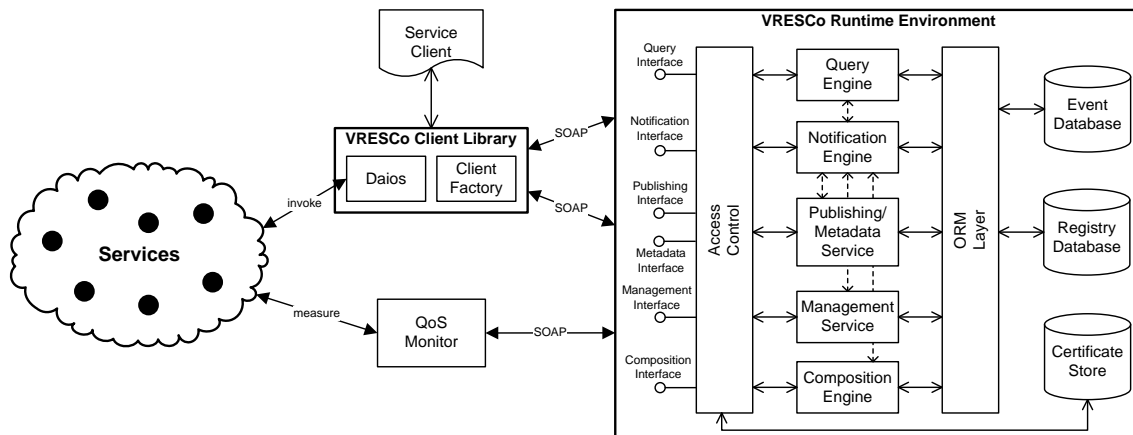 VRESCo Runtime Environment
Service
Client
VRESCo Client Library
Daios
Client
Factory
SOAP
SOAP
invoke
Services
measure
QoS
Monitor
SOAP
Query
Interface
Notification
Interface
Publishing
Interface
Metadata
Interface
Management
Interface
Composition
Interface
Access
Control
Query
Engine
Notification
Engine
Publishing/
Metadata
Service
Management
Service
Composition
Engine
ORM
Layer
Event
Database
Registry
Database
Certificate
Store